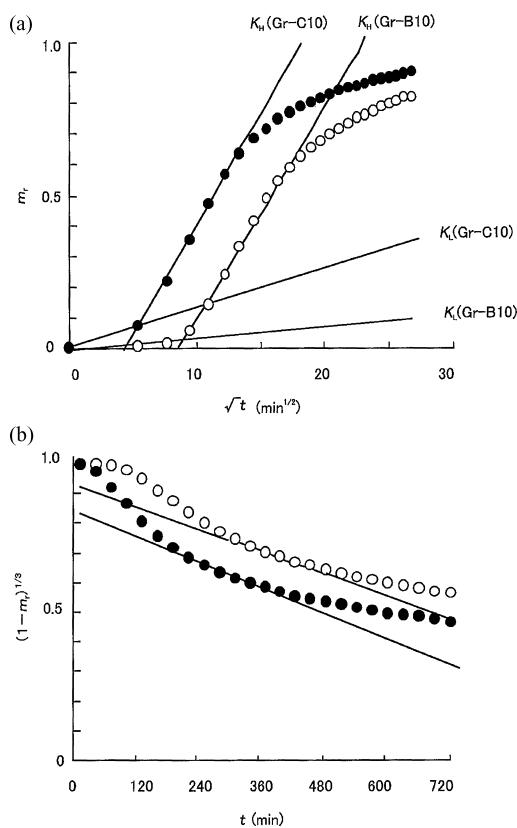 (a)
K_H(Gr-C10) K_H(Gr-B10)
1.0
m_r
0.5
K_L(Gr-C10)
K_L(Gr-B10)
0
0 10 20 30
√t (min^1/2)
(b)
1.0
(1-m_r)^1/3
0.5
0
0 120 240 360 480 600 720
t (min)